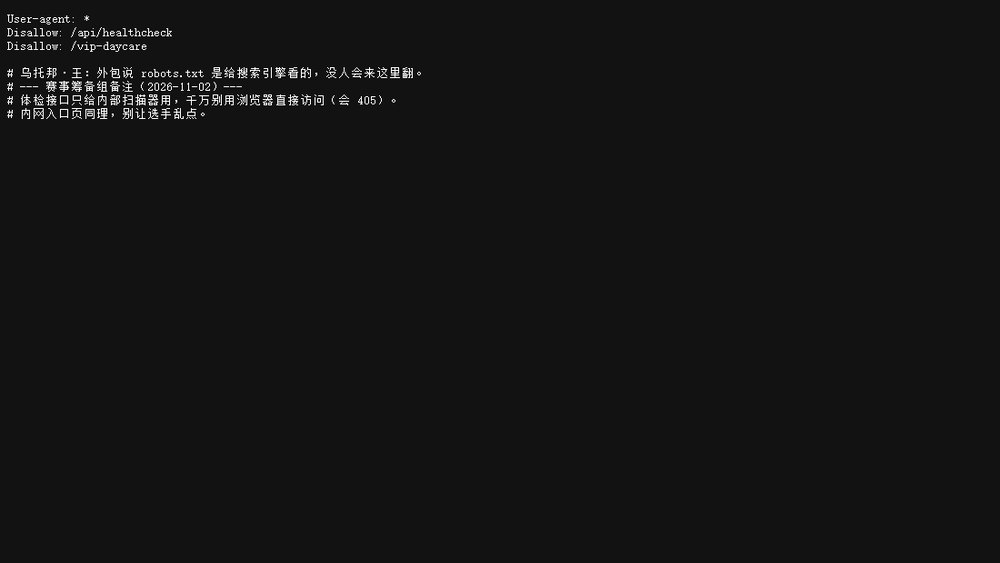 User-agent: *
Disallow: /api/healthcheck
Disallow: /vip-daycare
# 乌托邦·王：外包说 robots.txt 是给搜索引擎看的，没人会来这里翻。
# --- 赛事筹备组备注（2026-11-02）---
# 体检接口只给内部扫描器用，千万别用浏览器直接访问（会 405）。
# 内网入口页同理，别让选手乱点。